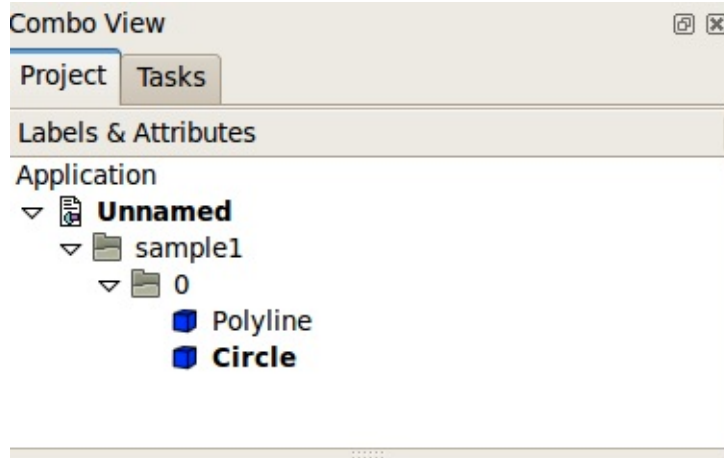 Combo View
Project Tasks
Labels & Attributes
Application
Unnamed
sample1
0
Polyline
Circle